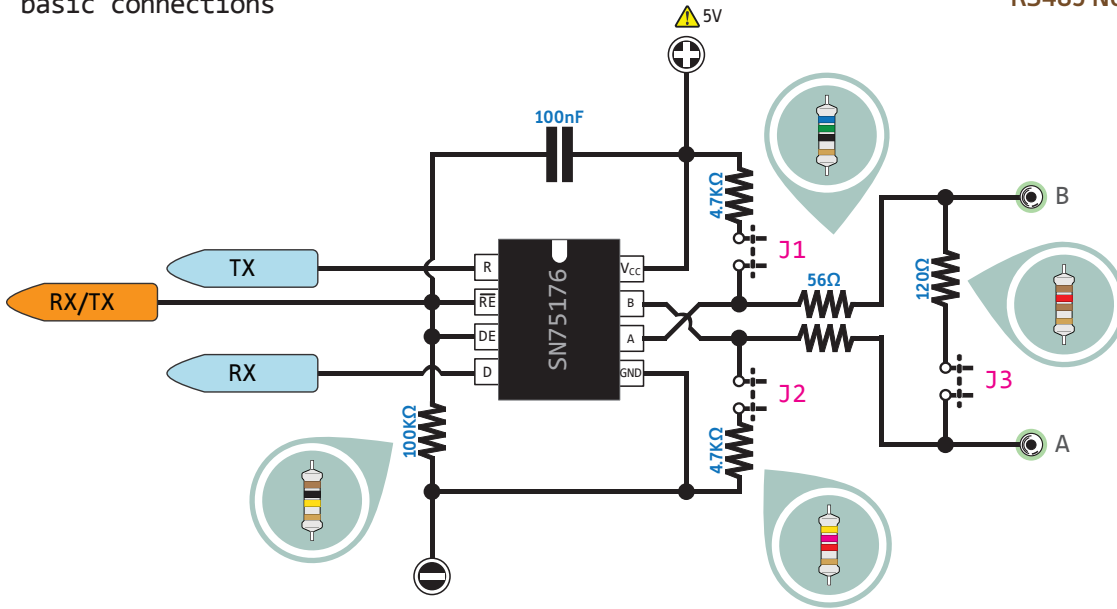 basic connections
5V
100nF
4.7KΩ
J1
TX
R
VCC
B
RX/TX
RE
B
56Ω
120Ω
DE
A
SN75176
RX
D
GND
J2
J3
100KΩ
4.7KΩ
A